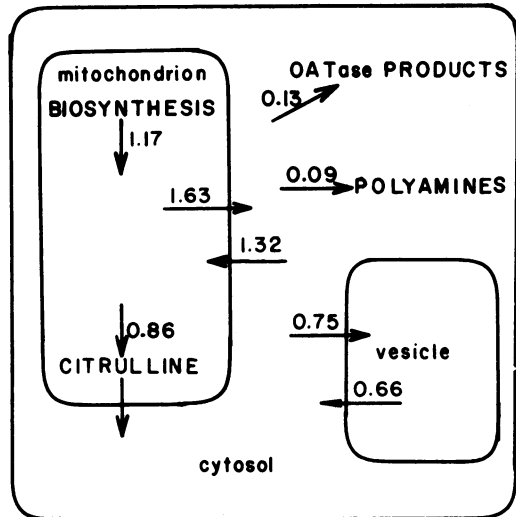 mitochondrion
BIOSYNTHESIS
1.17
OATase PRODUCTS
0.13
0.09
POLYAMINES
1.63
1.32
0.86
CITRULLINE
0.75
vesicle
0.66
cytosol